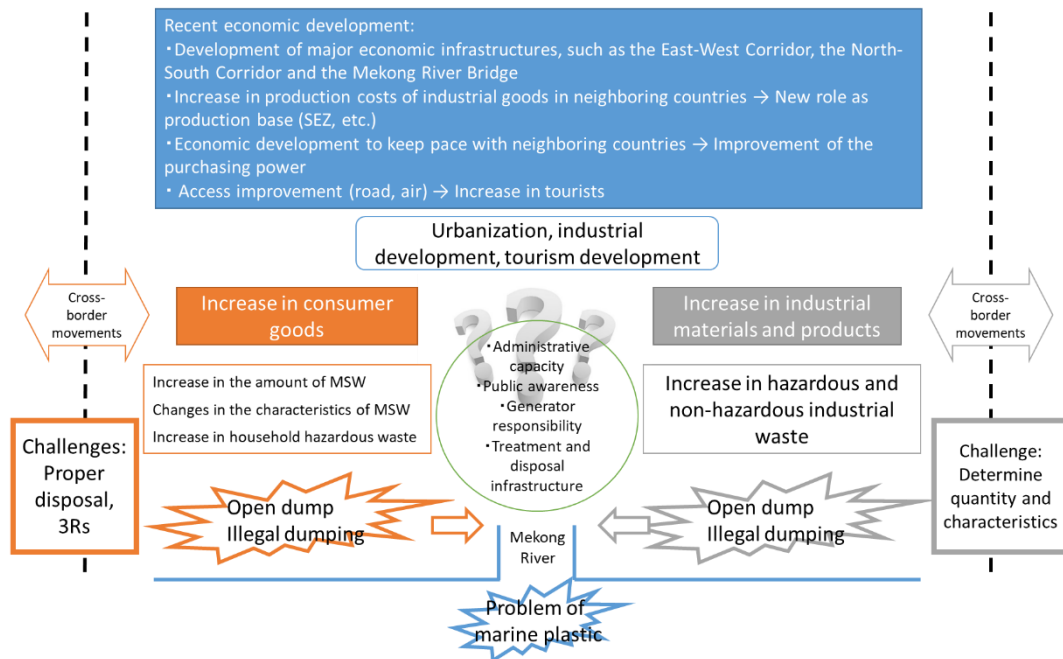 Recent economic development:
・Development of major economic infrastructures, such as the East-West Corridor, the North-
South Corridor and the Mekong River Bridge
・Increase in production costs of industrial goods in neighboring countries → New role as
production base (SEZ, etc.)
・Economic development to keep pace with neighboring countries → Improvement of the
purchasing power
・ Access improvement (road, air) → Increase in tourists
Urbanization, industrial
development, tourism development
Cross-
border
movements
Increase in consumer
goods
Increase in industrial
materials and products
Cross-
border
movements
・Administrative
capacity
・Public awareness
・Generator
responsibility
・Treatment and
disposal
infrastructure
Increase in the amount of MSW
Changes in the characteristics of MSW
Increase in household hazardous waste
Increase in hazardous and
non-hazardous industrial
waste
Challenges:
Proper
disposal,
3Rs
Challenge:
Determine
quantity and
characteristics
Open dump
Illegal dumping
Open dump
Illegal dumping
Mekong
River
Problem of
marine plastic